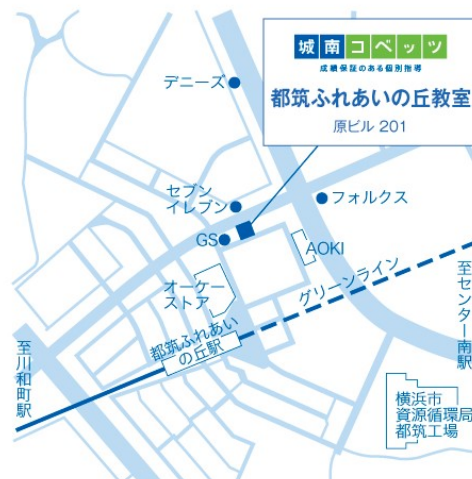 城南コベッツ
成績保証のある個別指導
都筑ふれあいの丘教室
原ビル 201
デニーズ
セブン
イレブン
フォルクス
GS
AOKI
オーケー
ストア
グリーンライン
至センター南駅
都筑ふれあい
の丘駅
至川和町駅
横浜市
資源循環局
都筑工場